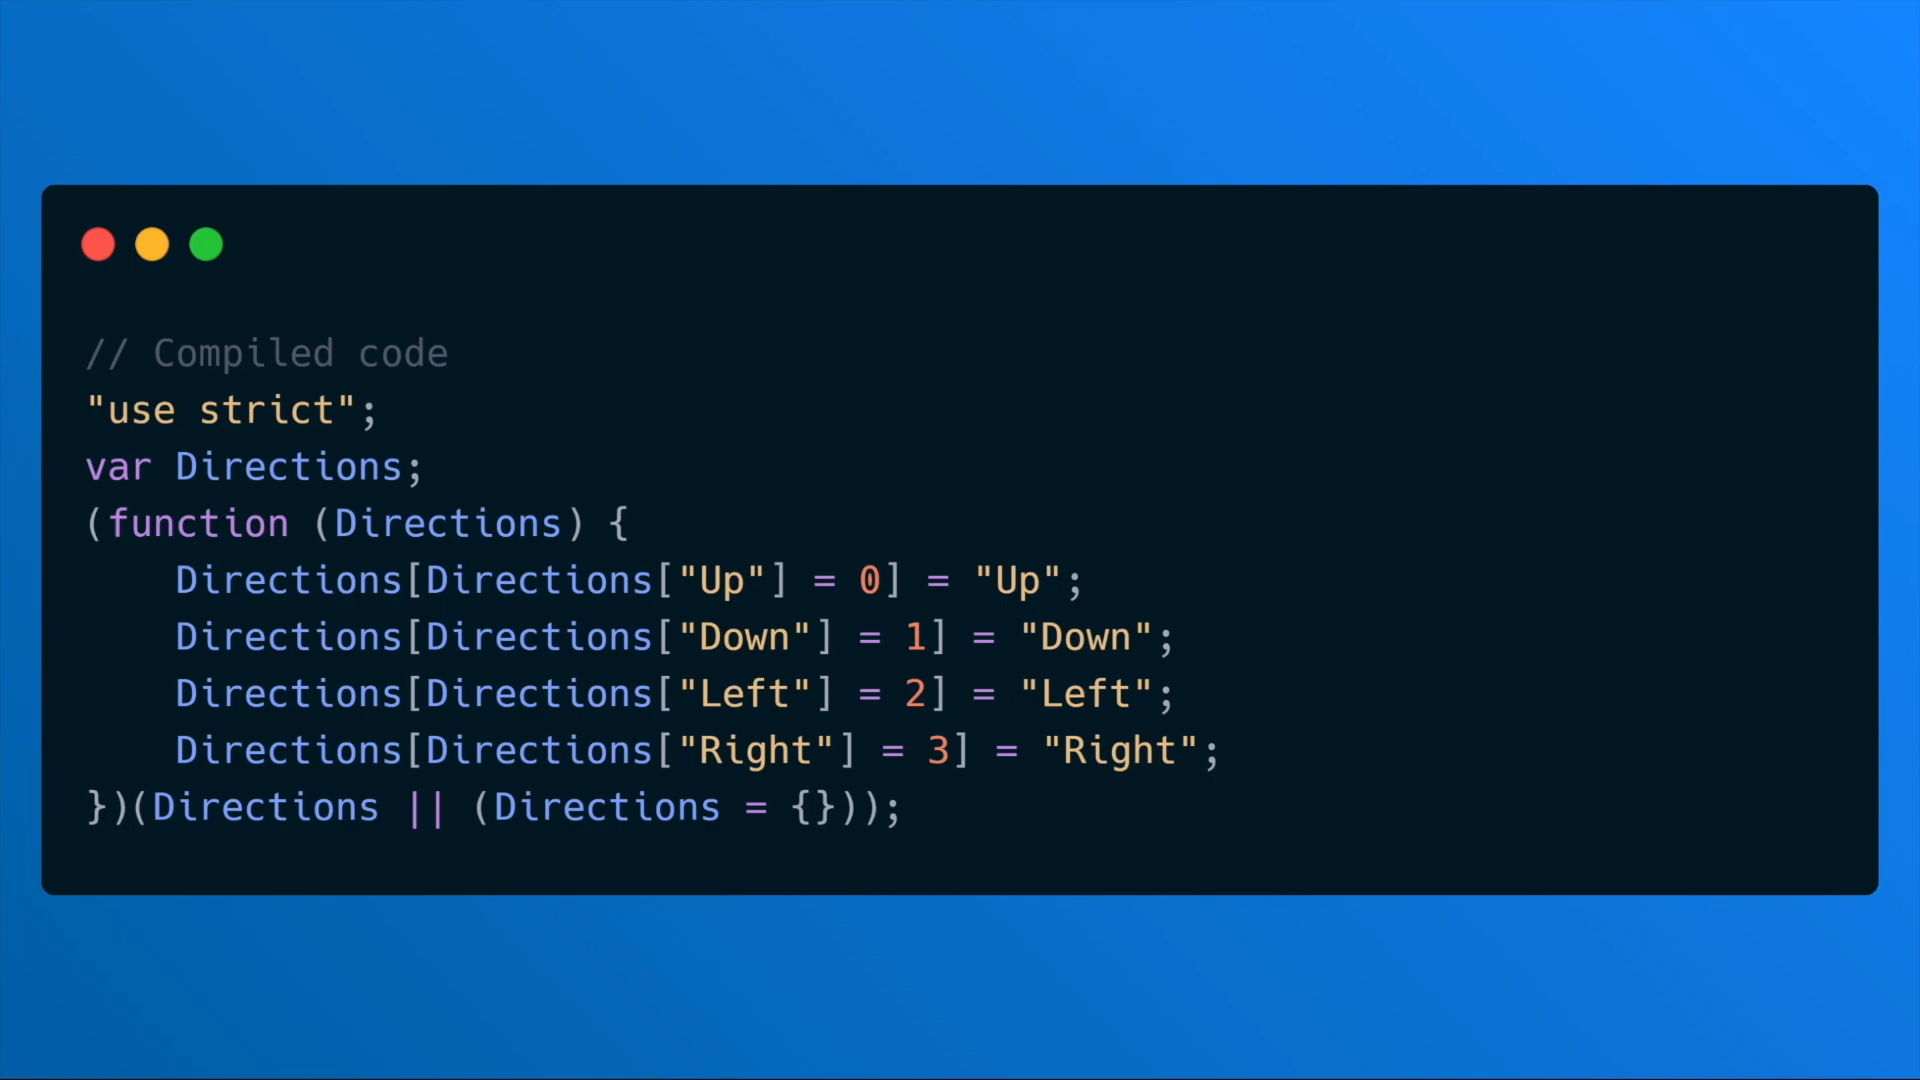 // Compiled code
"use strict";
var Directions;
(function (Directions) {
    Directions[Directions["Up"] = 0] = "Up";
    Directions[Directions["Down"] = 1] = "Down";
    Directions[Directions["Left"] = 2] = "Left";
    Directions[Directions["Right"] = 3] = "Right";
})(Directions || (Directions = {}));